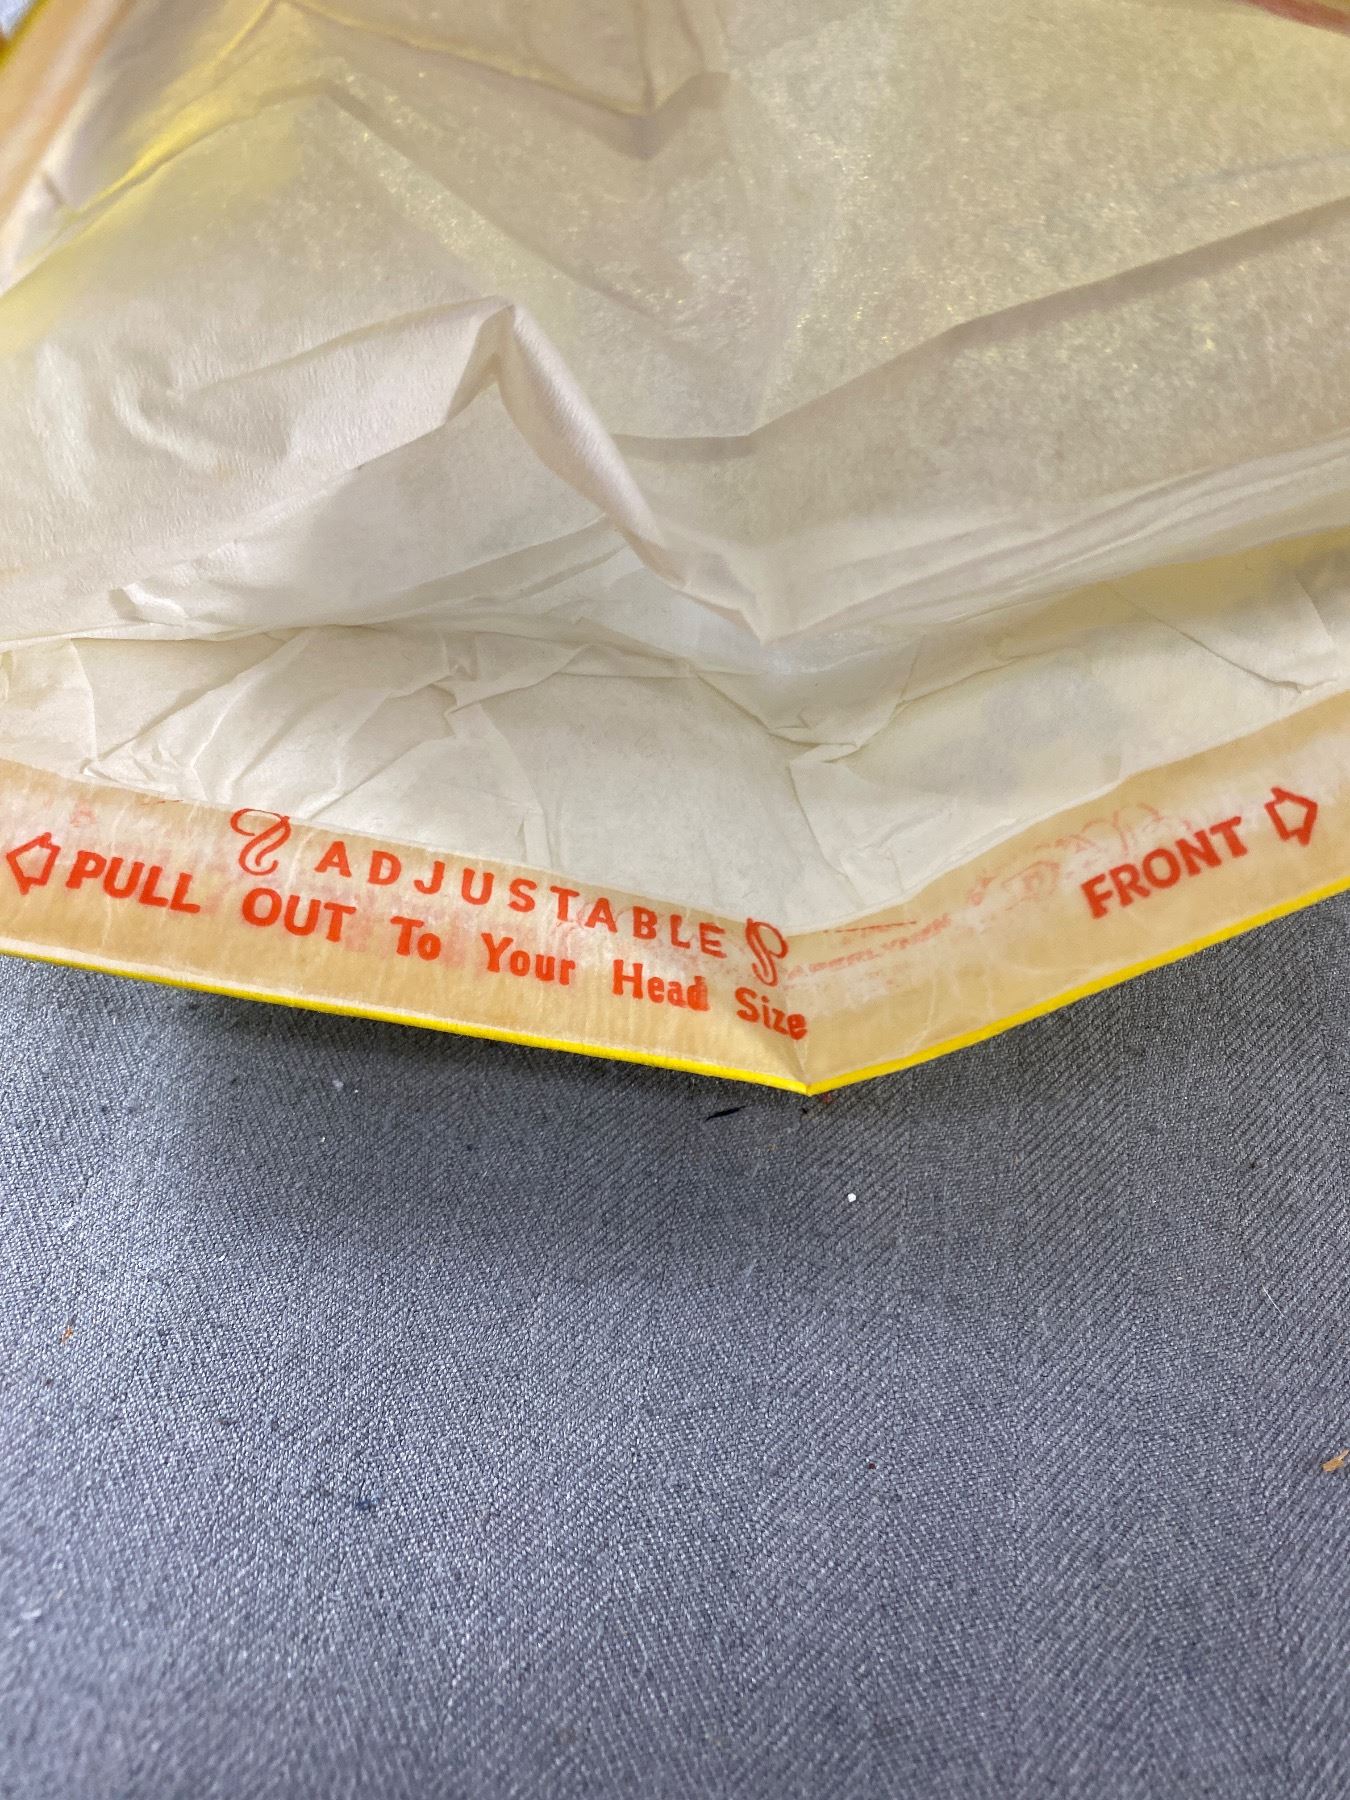 ADJUSTABLE
PULL OUT To Your Head Size
FRONT